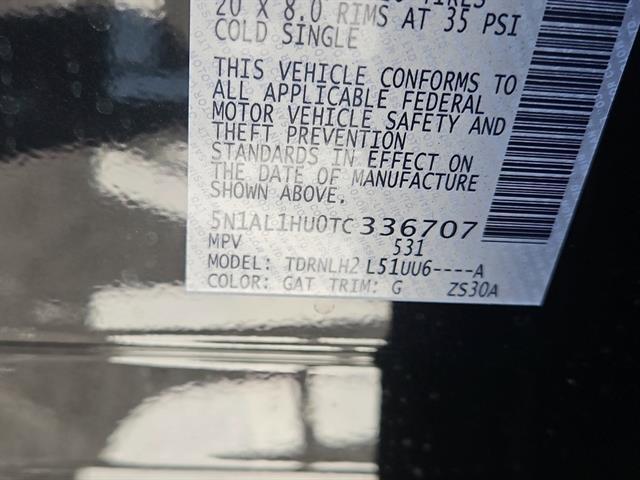 TIRES
20 X 8.0 RIMS AT 35 PSI
COLD SINGLE
THIS VEHICLE CONFORMS TO
ALL APPLICABLE FEDERAL
MOTOR VEHICLE SAFETY AND
THEFT PREVENTION
STANDARDS IN EFFECT ON
THE DATE OF MANUFACTURE
SHOWN ABOVE.
5N1AL1HU0TC336707
MPV 531
MODEL: TDRNLH2 L51UU6----A
COLOR: GAT TRIM: G ZS30A